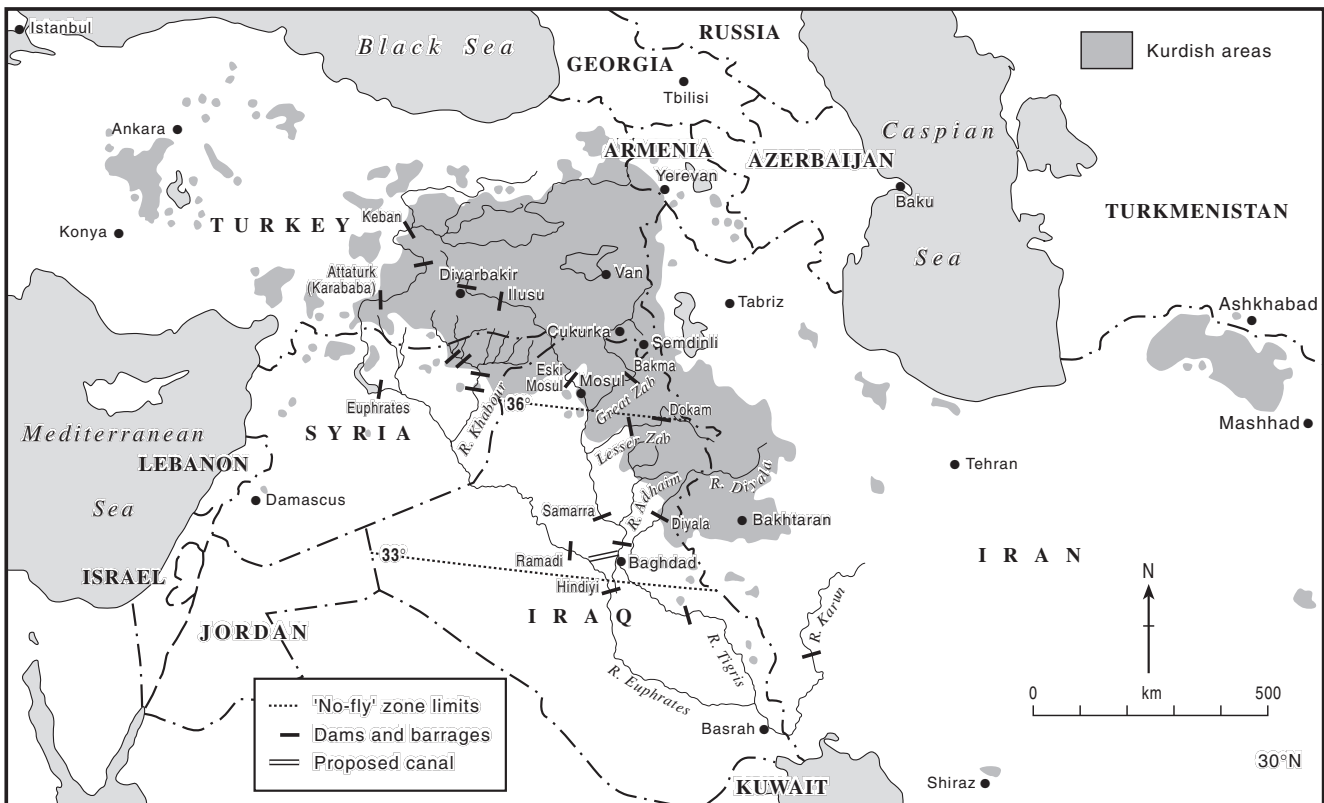 Istanbul
Black Sea
RUSSIA
GEORGIA
Tbilisi
Kurdish areas
Ankara
Caspian
Sea
ARMENIA
AZERBAIJAN
Yerevan
Baku
TURKMENISTAN
TURKEY
Keban
Konya
Attaturk
(Karababa)
Diyarbakir
Ilusu
Van
Tabriz
Ashkhabad
Cukurka
Semdinli
Eski
Mosul
Mosul
Bakma
Great Zab
Dokam
Euphrates
R. Khabour
36°
Mashhad
Mediterranean
Sea
SYRIA
Lesser Zab
LEBANON
Tehran
Damascus
R. Adhaim
R. Diyala
Samarra
Diyala
Bakhtaran
33°
Ramadi
Baghdad
IRAN
ISRAEL
Hindiyi
IRAQ
N
JORDAN
R. Karun
R. Tigris
R. Euphrates
0 km 500
'No-fly' zone limits
Dams and barrages
Proposed canal
Basrah
30°N
KUWAIT
Shiraz